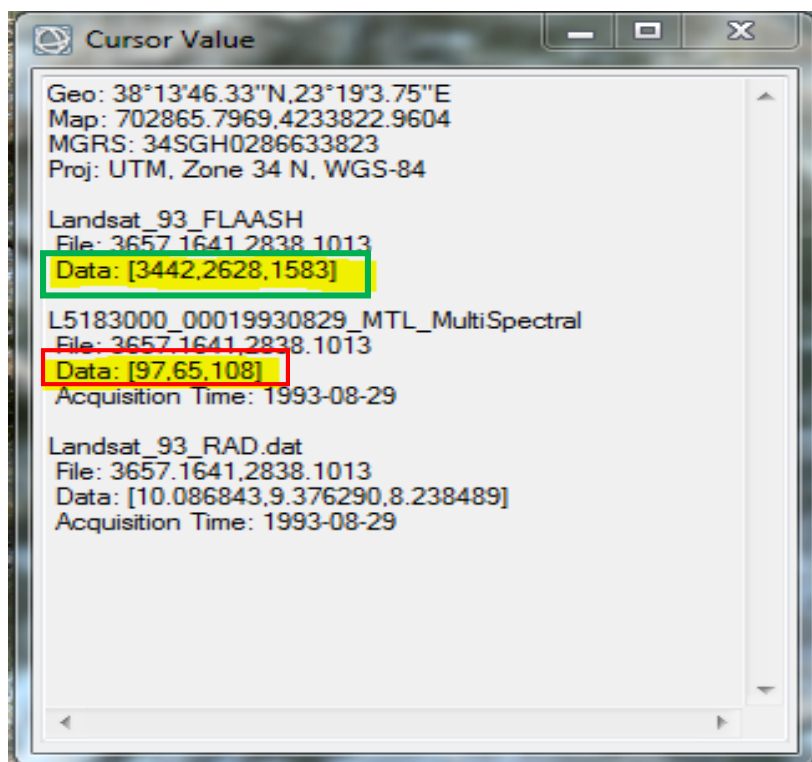 Cursor Value
Geo: 38°13'46.33"N,23°19'3.75"E
Map: 702865.7969,4233822.9604
MGRS: 34SGH0286633823
Proj: UTM, Zone 34 N, WGS-84
Landsat_93_FLAASH
File: 3657.1641,2838.1013
Data: [3442,2628,1583]
L5183000_00019930829_MTL_MultiSpectral
File: 3657.1641,2838.1013
Data: [97,65,108]
Acquisition Time: 1993-08-29
Landsat_93_RAD.dat
File: 3657.1641,2838.1013
Data: [10.086843,9.376290,8.238489]
Acquisition Time: 1993-08-29